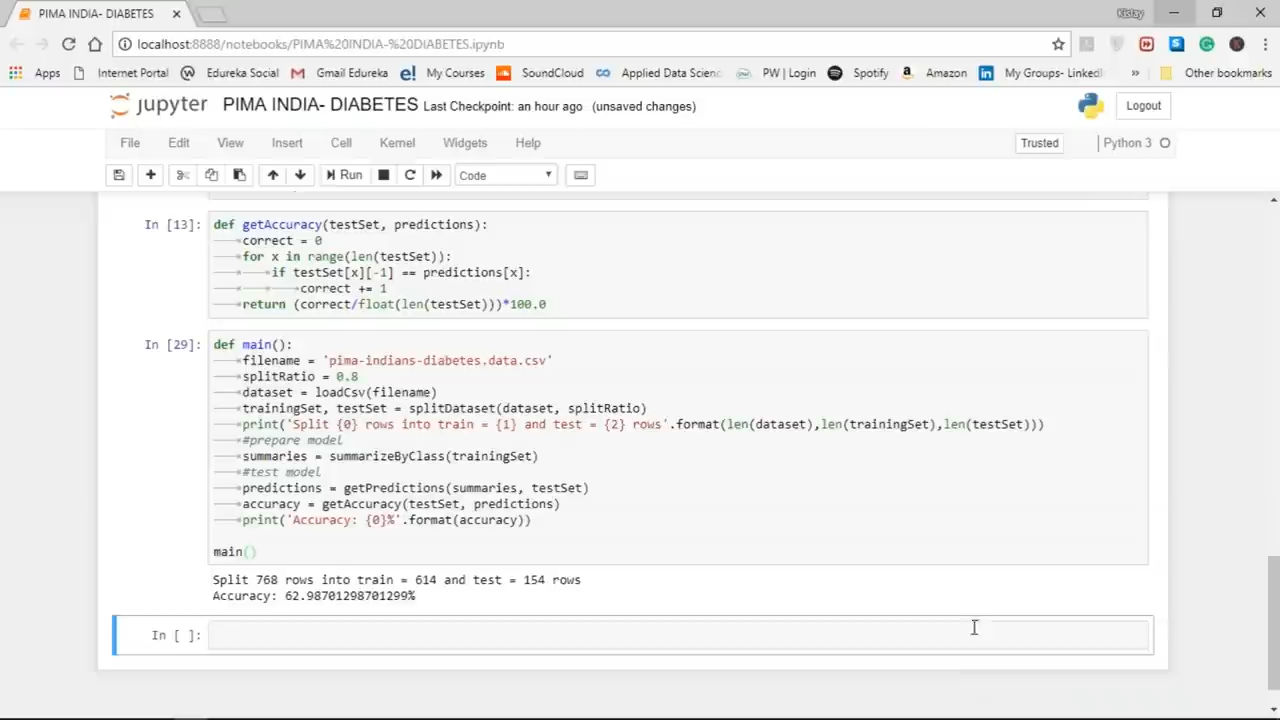 PIMA INDIA- DIABETES
Kislay
localhost:8888/notebooks/PIMA%20INDIA-%20DIABETES.ipynb
Apps Internet Portal Edureka Social Gmail Edureka My Courses SoundCloud Applied Data Scien PW | Login Spotify Amazon My Groups- LinkedI » Other bookmarks
jupyter PIMA INDIA- DIABETES Last Checkpoint: an hour ago (unsaved changes) Logout
File Edit View Insert Cell Kernel Widgets Help Trusted Python 3
Run Code
In [13]: def getAccuracy(testSet, predictions):
correct = 0
for x in range(len(testSet)):
if testSet[x][-1] == predictions[x]:
correct += 1
return (correct/float(len(testSet)))*100.0
In [29]: def main():
filename = 'pima-indians-diabetes.data.csv'
splitRatio = 0.8
dataset = loadCsv(filename)
trainingSet, testSet = splitDataset(dataset, splitRatio)
print('Split {0} rows into train = {1} and test = {2} rows'.format(len(dataset),len(trainingSet),len(testSet)))
#prepare model
summaries = summarizeByClass(trainingSet)
#test model
predictions = getPredictions(summaries, testSet)
accuracy = getAccuracy(testSet, predictions)
print('Accuracy: {0}%'.format(accuracy))
main()
Split 768 rows into train = 614 and test = 154 rows
Accuracy: 62.98701298701299%
In [ ]: